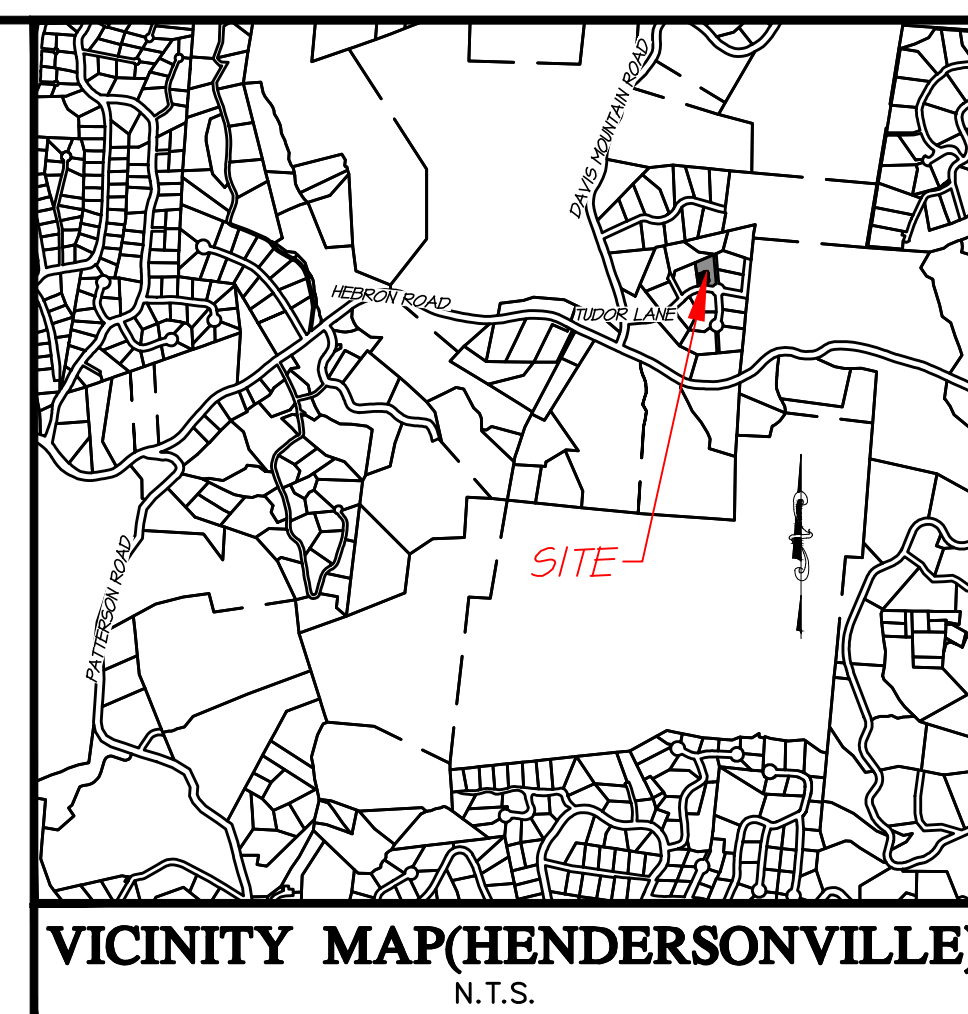 DAVIS MOUNTAIN ROAD
HEBRON ROAD
TUDOR LANE
SITE
PATTERSON ROAD
VICINITY MAP(HENDERSONVILLE)
N.T.S.